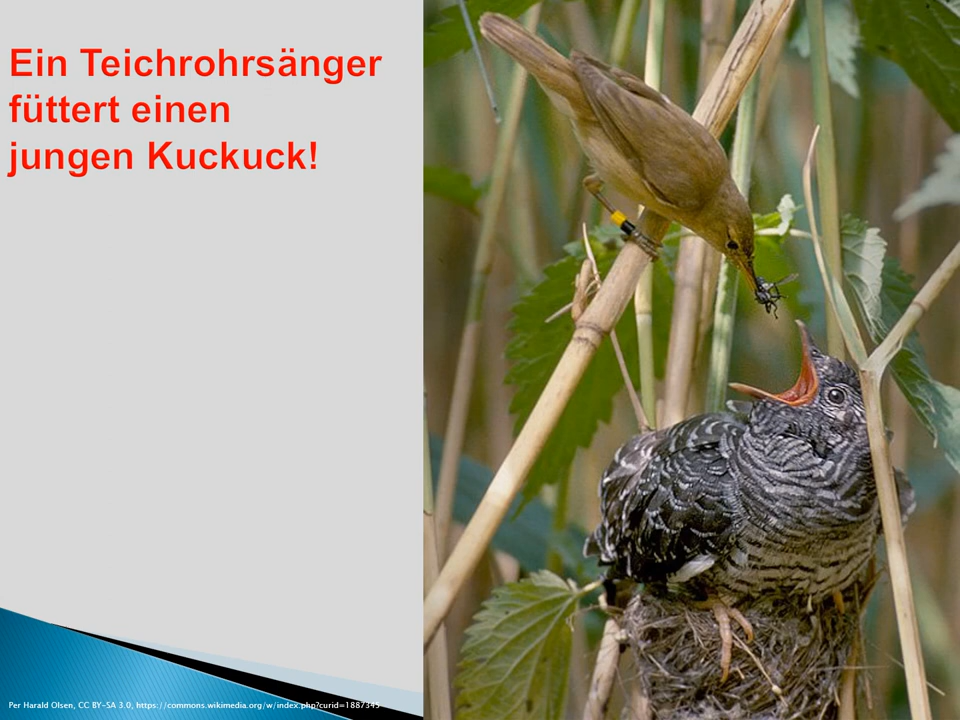 Ein Teichrohrsänger
füttert einen
jungen Kuckuck!
Per Harald Olsen, CC BY-SA 3.0, https://commons.wikimedia.org/w/index.php?curid=1887345